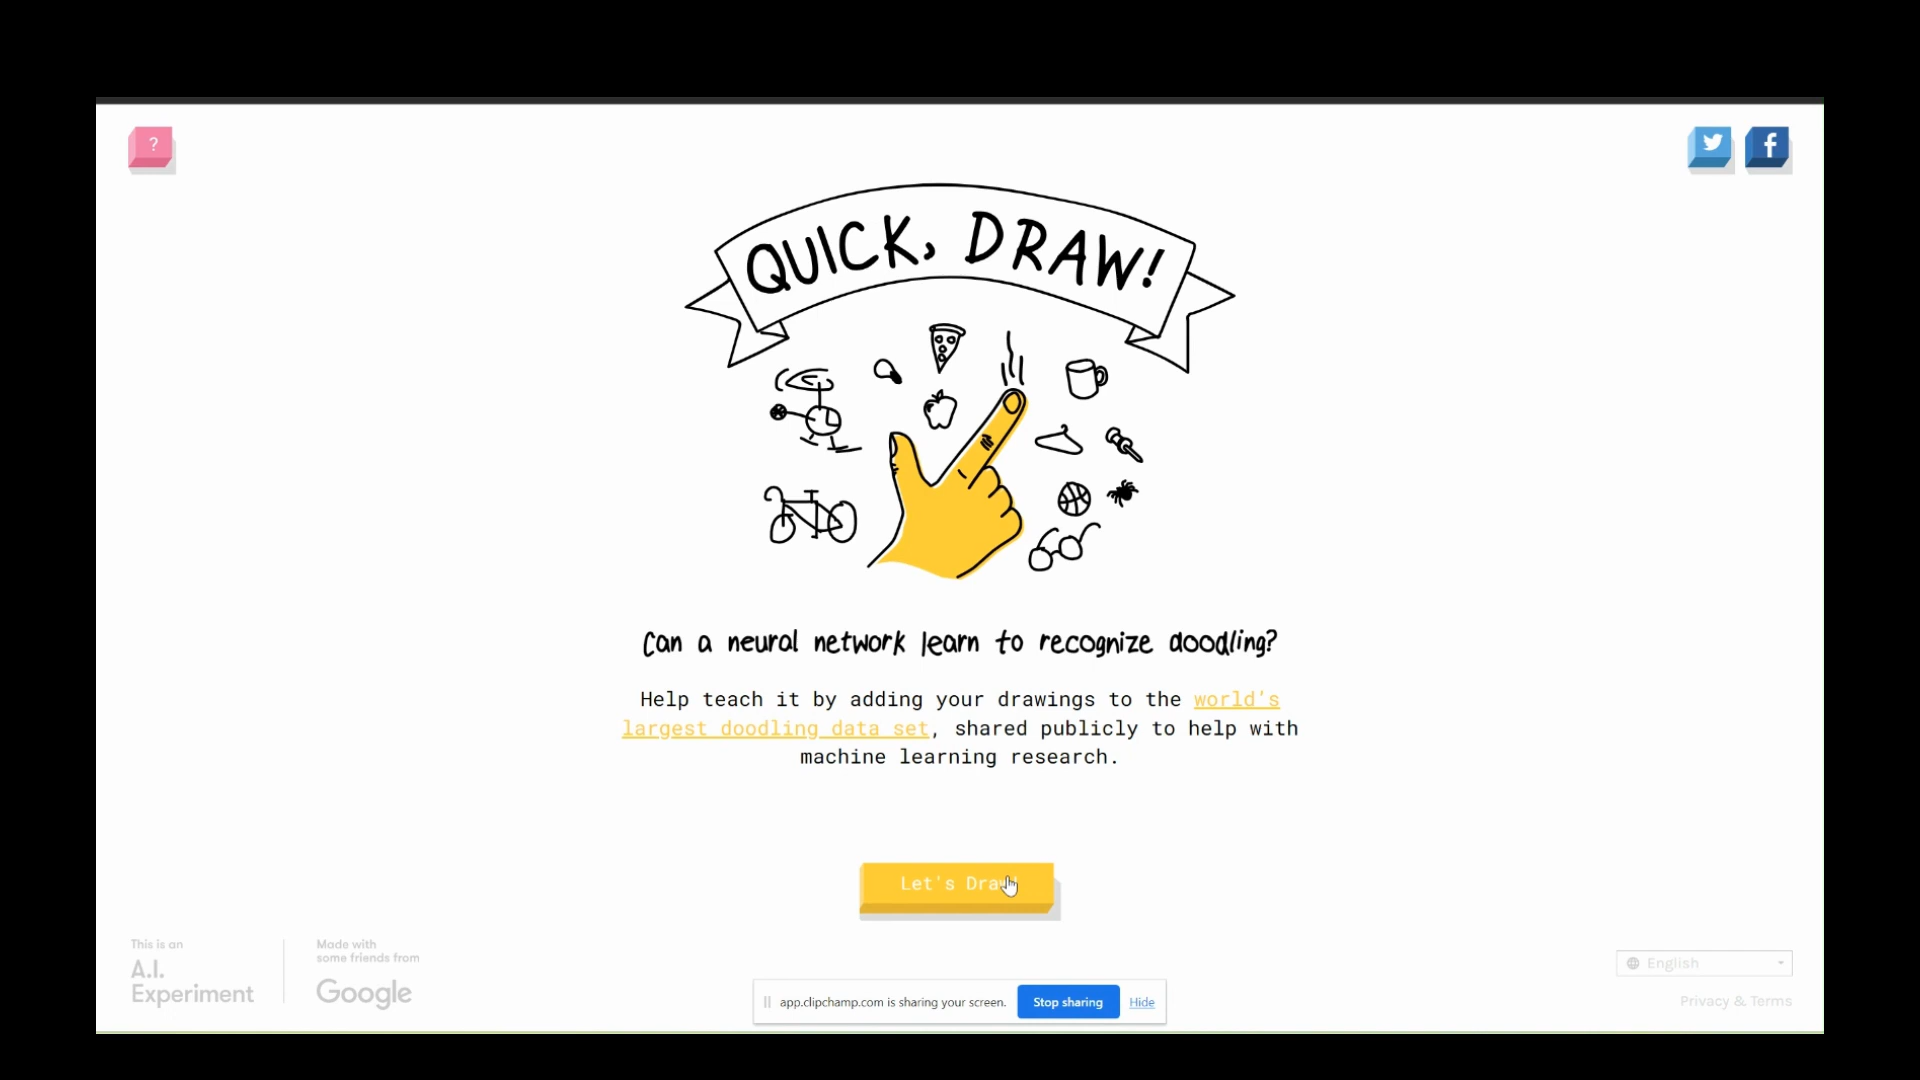 ?
QUICK, DRAW!
Can a neural network learn to recognize doodling?
Help teach it by adding your drawings to the world's
largest doodling data set, shared publicly to help with
machine learning research.
Let's Draw
This is an
A.I.
Experiment
Made with
some friends from
Google
app.clipchamp.com is sharing your screen.
Stop sharing
Hide
English
Privacy & Terms